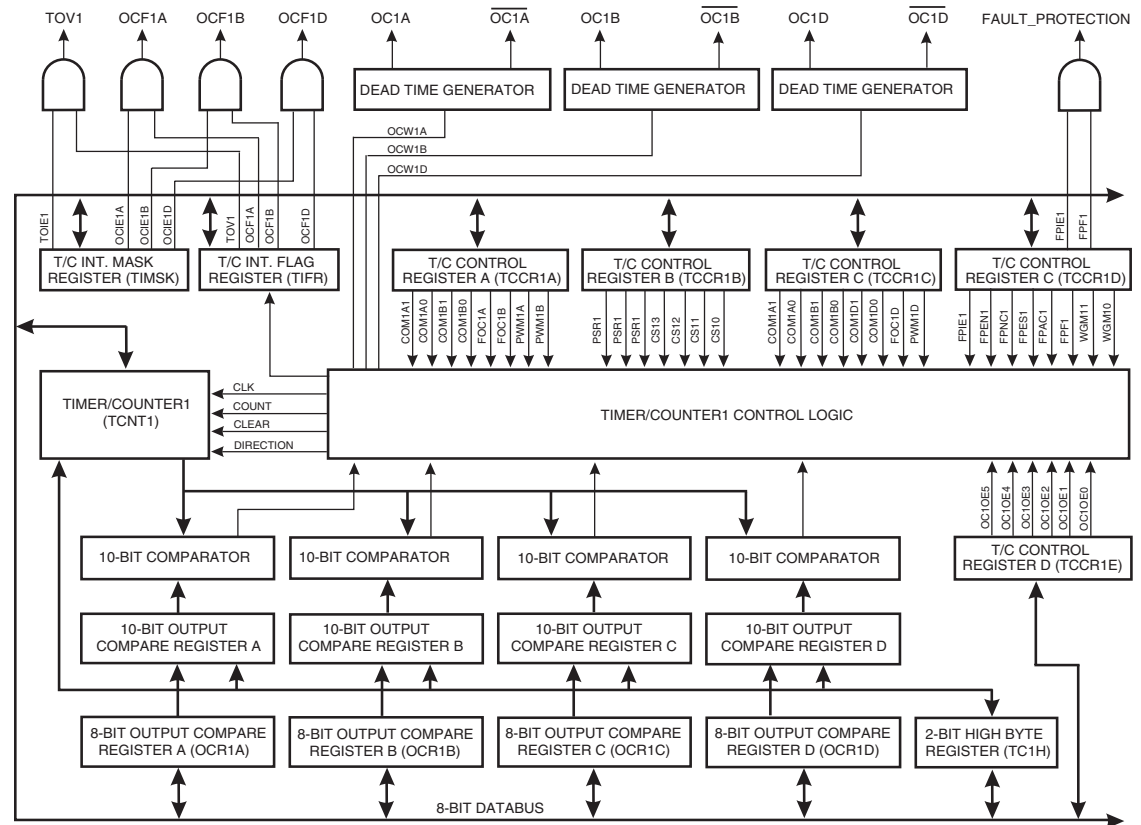 TOV1 OCF1A OCF1B OCF1D OC1A OC1A OC1B OC1B OC1D OC1D FAULT_PROTECTION
DEAD TIME GENERATOR DEAD TIME GENERATOR DEAD TIME GENERATOR
OCW1A
OCW1B
OCW1D
TOIE1 OCIE1A OCIE1B OCIE1D TOV1 OCF1A OCF1B OCF1D FPIE1 FPF1
T/C INT. MASK
REGISTER (TIMSK)
T/C INT. FLAG
REGISTER (TIFR)
T/C CONTROL
REGISTER A (TCCR1A)
T/C CONTROL
REGISTER B (TCCR1B)
T/C CONTROL
REGISTER C (TCCR1C)
T/C CONTROL
REGISTER C (TCCR1D)
COM1A1 COM1A0 COM1B1 COM1B0 FOC1A FOC1B PWM1A PWM1B
PSR1 PSR1 PSR1 CS13 CS12 CS11 CS10
COM1A1 COM1A0 COM1B1 COM1B0 COM1D1 COM1D0 FOC1D PWM1D
FPIE1 FPEN1 FPNC1 FPES1 FPAC1 FPF1 WGM11 WGM10
TIMER/COUNTER1
(TCNT1)
CLK
COUNT
CLEAR
DIRECTION
TIMER/COUNTER1 CONTROL LOGIC
OC1OE5 OC1OE4 OC1OE3 OC1OE2 OC1OE1 OC1OE0
10-BIT COMPARATOR 10-BIT COMPARATOR 10-BIT COMPARATOR 10-BIT COMPARATOR
T/C CONTROL
REGISTER D (TCCR1E)
10-BIT OUTPUT
COMPARE REGISTER A
10-BIT OUTPUT
COMPARE REGISTER B
10-BIT OUTPUT
COMPARE REGISTER C
10-BIT OUTPUT
COMPARE REGISTER D
8-BIT OUTPUT COMPARE
REGISTER A (OCR1A)
8-BIT OUTPUT COMPARE
REGISTER B (OCR1B)
8-BIT OUTPUT COMPARE
REGISTER C (OCR1C)
8-BIT OUTPUT COMPARE
REGISTER D (OCR1D)
2-BIT HIGH BYTE
REGISTER (TC1H)
8-BIT DATABUS